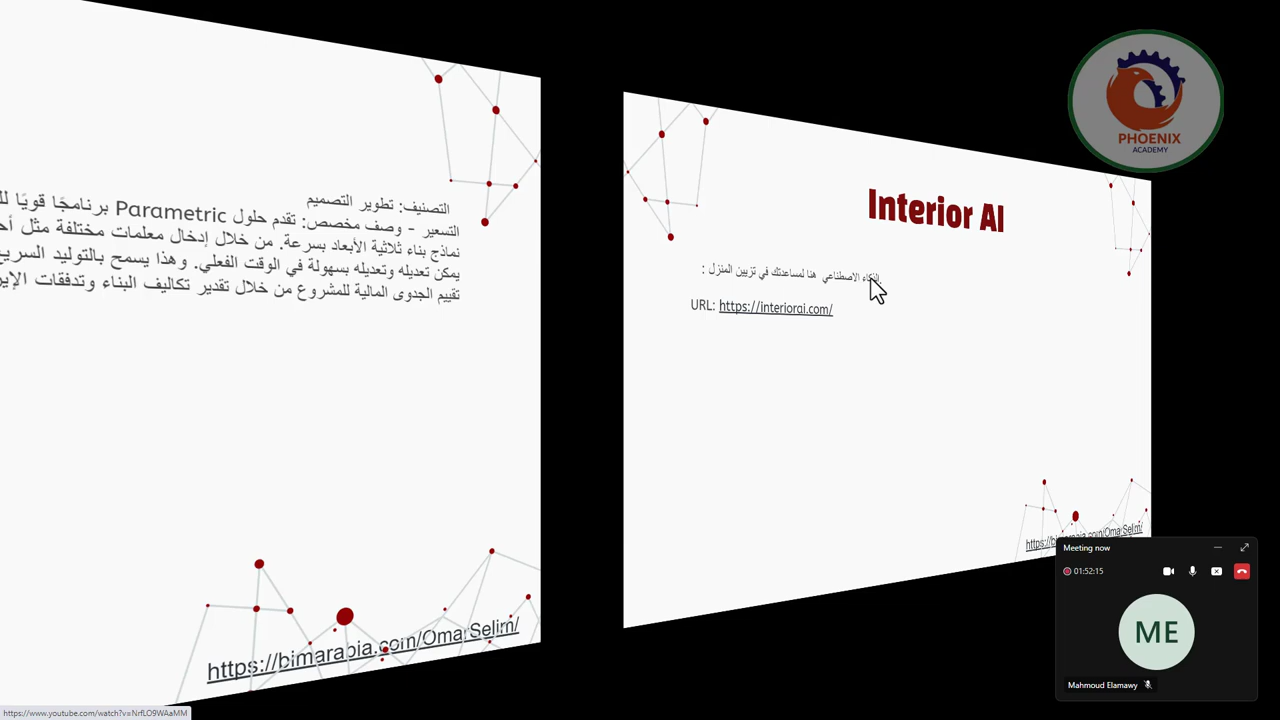 التصنيف: تطوير التصميم
التسعير - وصف مخصص: تقدم حلول Parametric برنامجًا قويًا
نماذج بناء ثلاثية الأبعاد بسرعة. من خلال إدخال معلمات مختلفة مثل
يمكن تعديله وتعديله بسهولة في الوقت الفعلي. وهذا يسمح بالتوليد السريع
تقييم الجدوى المالية للمشروع من خلال تقدير تكاليف البناء وتدفقات
https://bimarabia.com/OmarSelim/
Interior AI
الذكاء الاصطناعي هنا لمساعدتك في تزيين المنزل :
URL: https://interiorai.com/
https://bimarabia.com/OmarSelim/
PHOENIX
ACADEMY
Meeting now
01:52:15
ME
Mahmoud Elamawy
https://www.youtube.com/watch?v=NrfLO9WAaMM